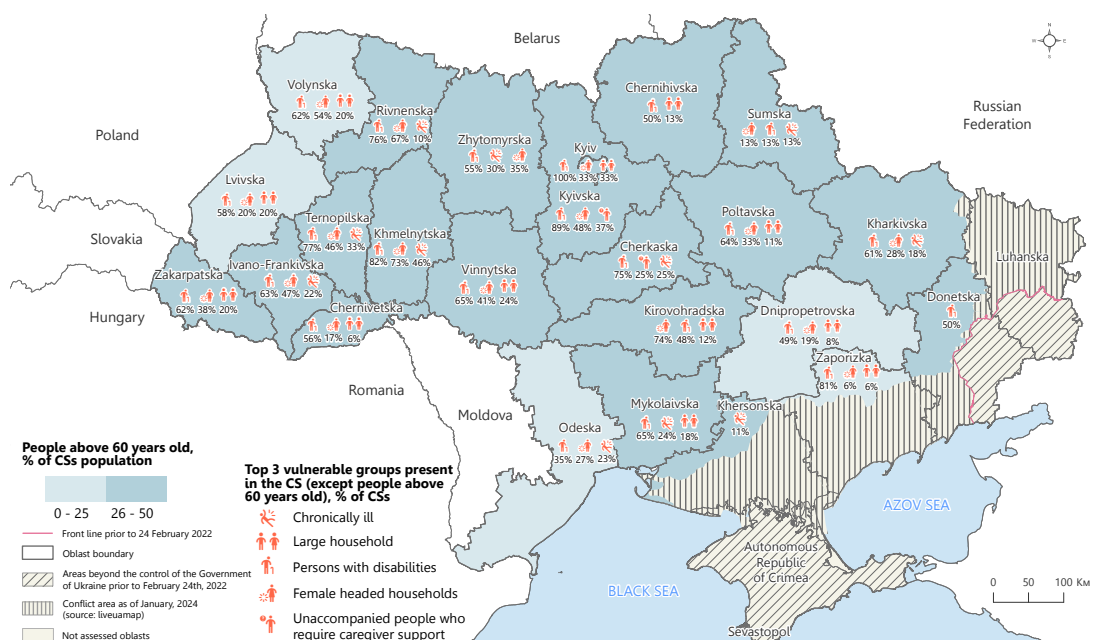 Belarus
N
W
E
S
Volynska
62% 54% 20%
Chernihivska
50% 13%
Russian
Federation
Rivnenska
76% 67% 10%
Sumska
13% 13% 13%
Poland
Zhytomyrska
55% 30% 35%
Kyiv
100% 33% 33%
Lvivska
58% 20% 20%
Kyivska
89% 48% 37%
Ternopilska
77% 46% 33%
Khmelnytska
82% 73% 46%
Poltavska
64% 33% 11%
Kharkivska
61% 28% 18%
Slovakia
Cherkaska
75% 25% 25%
Luhanska
Ivano-Frankivska
63% 47% 22%
Zakarpatska
62% 38% 20%
Vinnytska
65% 41% 24%
Donetska
50%
Hungary
Chernivetska
56% 17% 6%
Kirovohradska
74% 48% 12%
Dnipropetrovska
49% 19% 8%
Zaporizka
81% 6% 6%
Romania
Moldova
Mykolaivska
65% 24% 18%
Khersonska
11%
Odeska
35% 27% 23%
AZOV SEA
Autonomous
Republic
of Crimea
BLACK SEA
Sevastopol
0 50 100 Км
People above 60 years old,
% of CSs population
0 - 25 26 - 50
Front line prior to 24 February 2022
Oblast boundary
Areas beyond the control of the Government
of Ukraine prior to February 24th, 2022
Conflict area as of January, 2024
(source: liveuamap)
Not assessed oblasts
Top 3 vulnerable groups present
in the CS (except people above
60 years old), % of CSs
Chronically ill
Large household
Persons with disabilities
Female headed households
Unaccompanied people who
require caregiver support